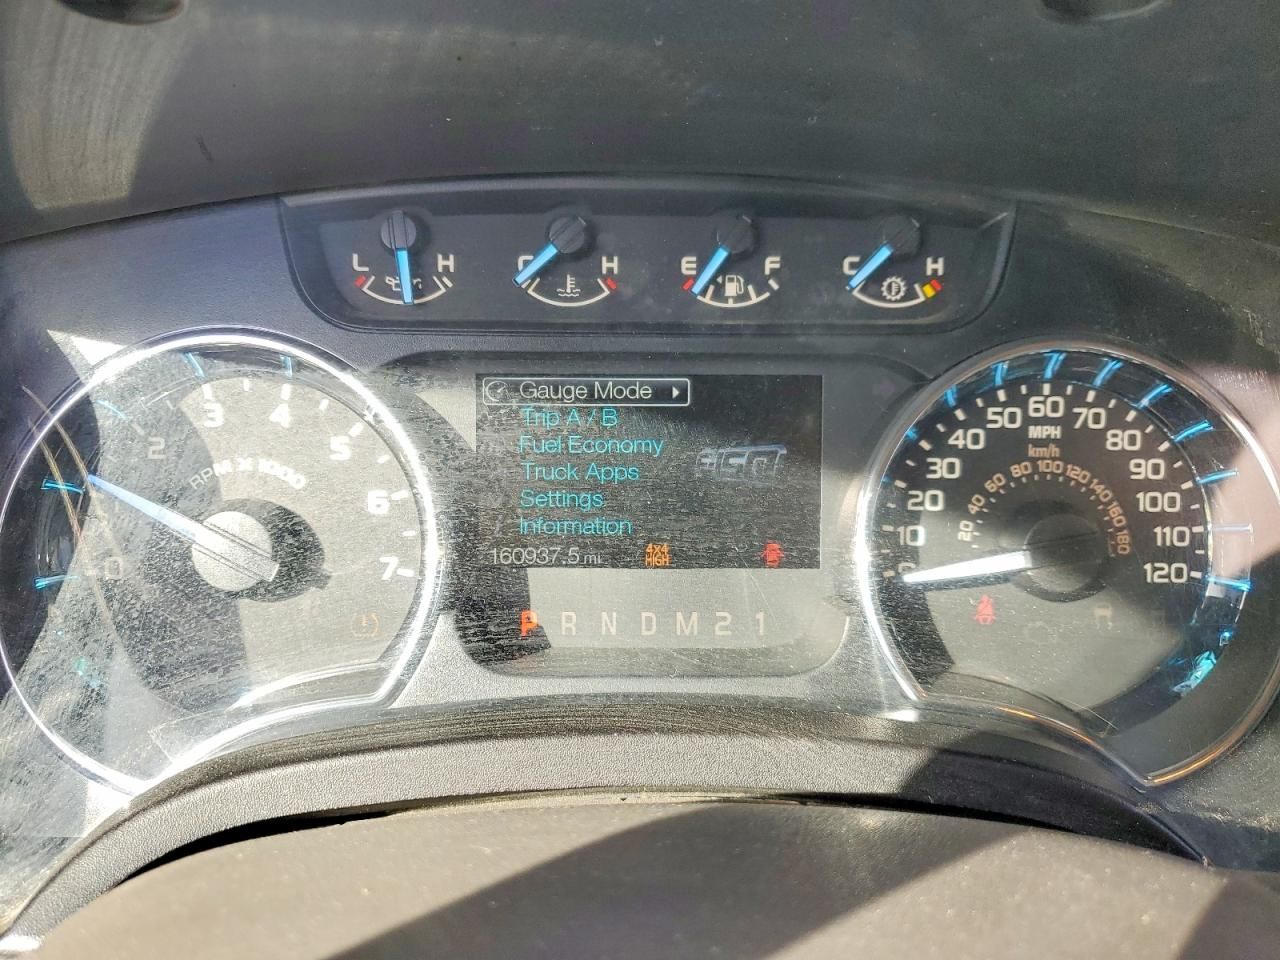 L H C H E F C H
3 4
2 5
RPM X 1000
6
0 7
Gauge Mode
Trip A / B
Fuel Economy
Truck Apps
Settings
Information
160937.5 mi
4x4
HIGH
P R N D M 2 1
50 60 70
40 MPH 80
km/h
30 90
20 100
10 110
120
20 40 60 80 100 120 140 160 180